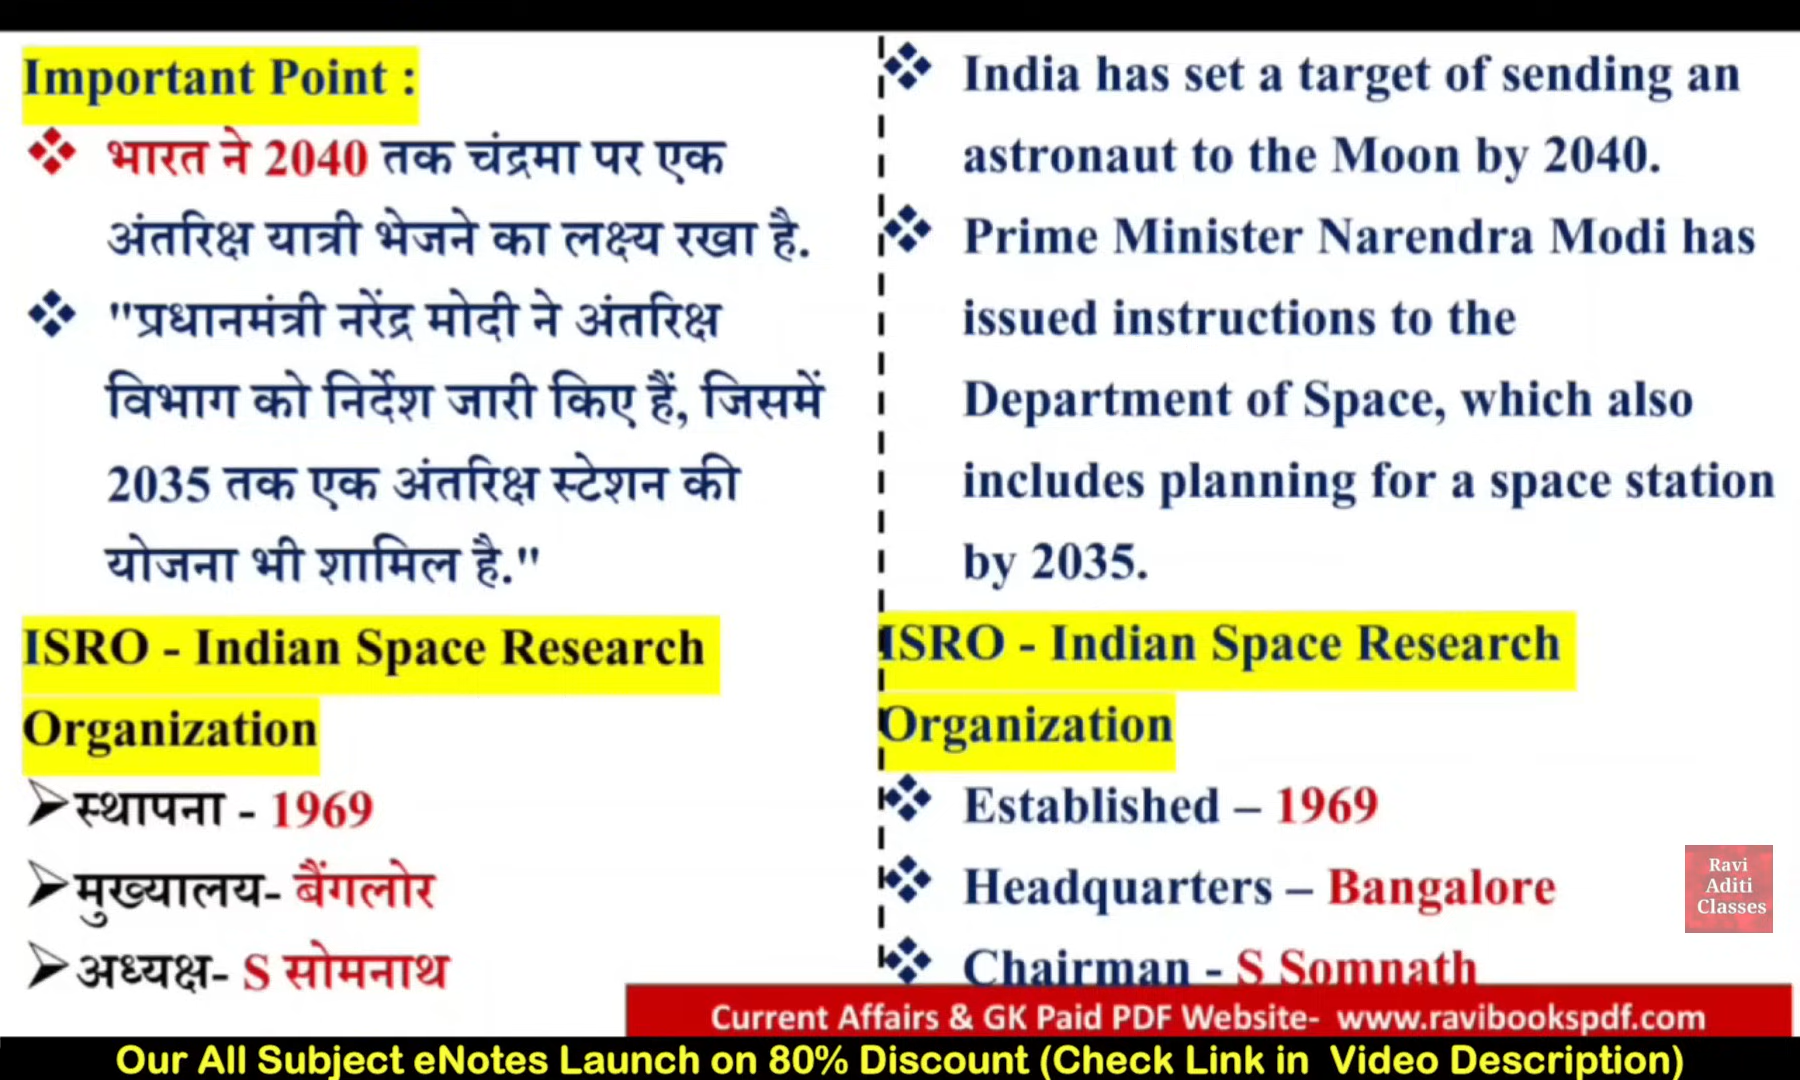 Important Point :
भारत ने 2040 तक चंद्रमा पर एक
अंतरिक्ष यात्री भेजने का लक्ष्य रखा है.
"प्रधानमंत्री नरेंद्र मोदी ने अंतरिक्ष
विभाग को निर्देश जारी किए हैं, जिसमें
2035 तक एक अंतरिक्ष स्टेशन की
योजना भी शामिल है."
ISRO - Indian Space Research
Organization
स्थापना - 1969
मुख्यालय- बैंगलोर
अध्यक्ष- S सोमनाथ
India has set a target of sending an
astronaut to the Moon by 2040.
Prime Minister Narendra Modi has
issued instructions to the
Department of Space, which also
includes planning for a space station
by 2035.
ISRO - Indian Space Research
Organization
Established – 1969
Headquarters – Bangalore
Chairman - S Somnath
Ravi
Aditi
Classes
Current Affairs & GK Paid PDF Website- www.ravibookspdf.com
Our All Subject eNotes Launch on 80% Discount (Check Link in Video Description)